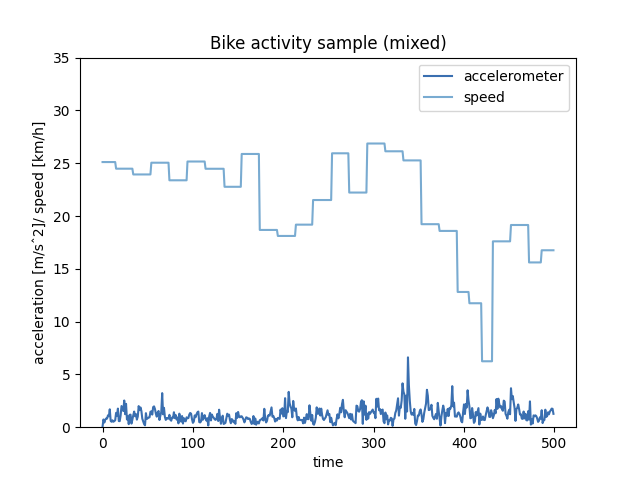 Bike activity sample (mixed)
accelerometer
speed
acceleration [m/sˆ2]/ speed [km/h]
35
30
25
20
15
10
5
0
0 100 200 300 400 500
time